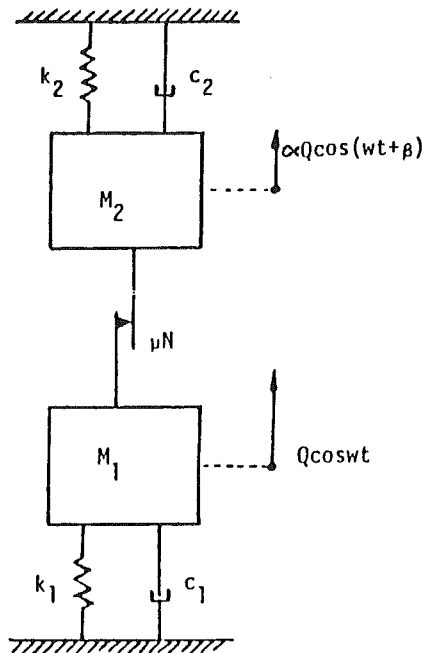 k₂
c₂
αQcos(wt+β)
M₂
μN
M₁
Qcoswt
k₁
c₁